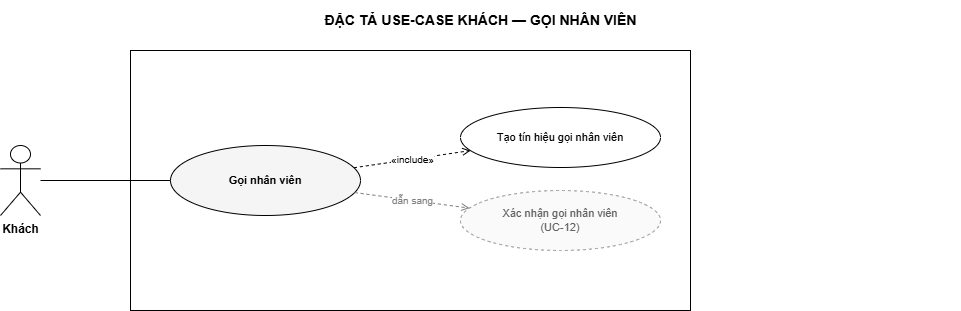 ĐẶC TẢ USE-CASE KHÁCH — GỌI NHÂN VIÊN
Tạo tín hiệu gọi nhân viên
«include»
Gọi nhân viên
dẫn sang
Xác nhận gọi nhân viên
(UC-12)
Khách